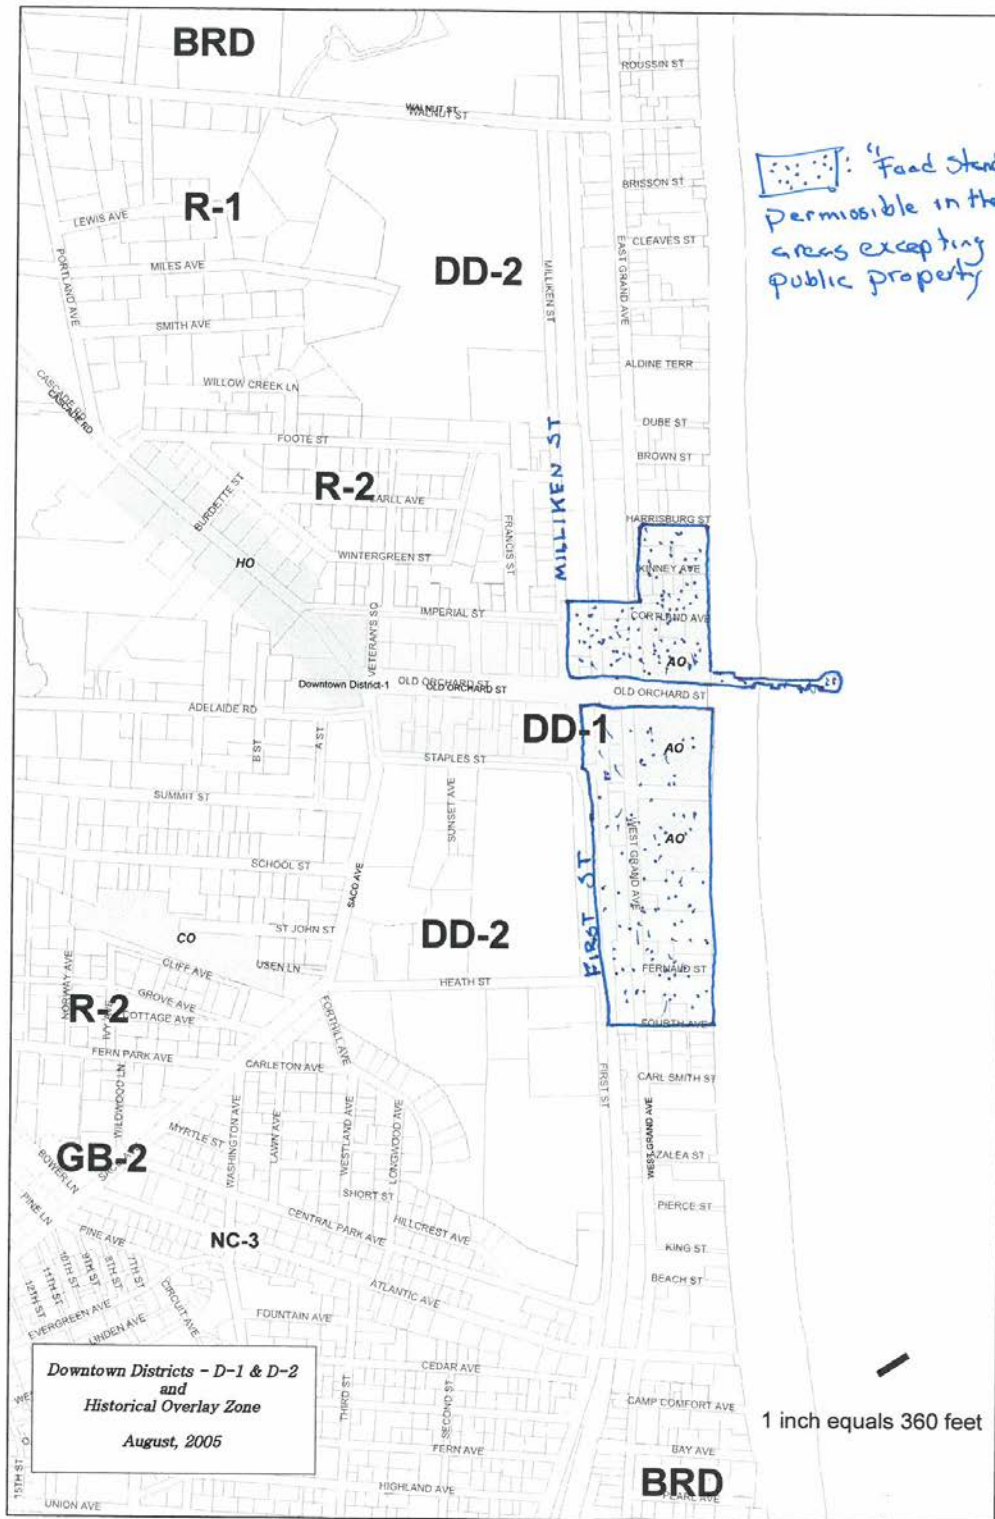 BRD
ROUSSIN ST
WALNUT ST
WALNUT ST
"Food Stand
permissible in the
areas excepting
public property
BRISSON ST
R-1
LEWIS AVE
CLEAVES ST
EAST GRAND AVE
PORTLAND AVE
MILES AVE
DD-2
MILLIKEN ST
SMITH AVE
ALDINE TERR
CASCADE RD
CASCADE RD
WILLOW CREEK LN
DUBE ST
FOOTE ST
BROWN ST
R-2
BURDETTE ST
FRANCIS ST
MILLIKEN ST
HARRISBURG ST
WINTERGREEN ST
HO
KINNEY AVE
IMPERIAL ST
CORTLAND AVE
VETERAN'S SQ
AO
Downtown District-1
OLD ORCHARD ST
OLD ORCHARD ST
OLD ORCHARD ST
ADELAIDE RD
DD-1
B ST
A ST
AO
STAPLES ST
SUMMIT ST
SUNSET AVE
AO
WEST GRAND AVE
SCHOOL ST
SACO AVE
FIRST ST
ST JOHN ST
CO
DD-2
CLIFF AVE
USEN LN
FERNALD ST
HEATH ST
NORWAY AVE
GROVE AVE
R-2
IVY AVE
COTTAGE AVE
FORTHILL AVE
FOURTH AVE
FERN PARK AVE
CARLETON AVE
FIRST ST
CARL SMITH ST
WILDWOOD LN
WASHINGTON AVE
LAWN AVE
WESTLAND AVE
LONGWOOD AVE
WEST GRAND AVE
MYRTLE ST
GB-2
AZALEA ST
BOWER LN
SHORT ST
PIERCE ST
PINE LN
CENTRAL PARK AVE
HILLCREST AVE
PINE AVE
NC-3
KING ST
BEACH ST
12TH ST
11TH ST
10TH ST
9TH ST
8TH ST
7TH ST
CIRCUIT AVE
ATLANTIC AVE
EVERGREEN AVE
LINDEN AVE
FOUNTAIN AVE
Downtown Districts - D-1 & D-2
and
Historical Overlay Zone
August, 2005
CEDAR AVE
THIRD ST
SECOND ST
CAMP COMFORT AVE
1 inch equals 360 feet
FERN AVE
BAY AVE
15TH ST
HIGHLAND AVE
BRD
PEARL AVE
UNION AVE